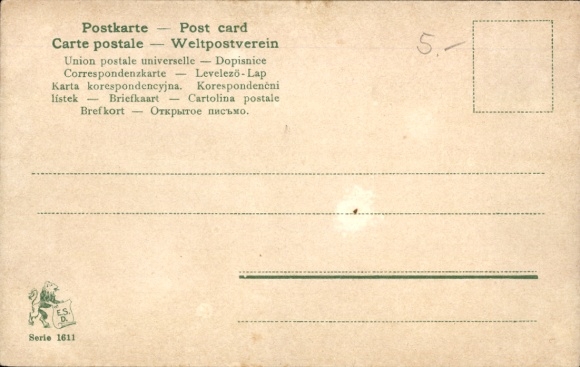 Postkarte — Post card
Carte postale — Weltpostverein
Union postale universelle — Dopisnice
Correspondenzkarte — Levelező-Lap
Karta korespondencyjna. Korespondenční
lístek — Briefkaart — Cartolina postale
Brefkort — Открытое письмо.
5.-
E.S.
D.
Serie 1611